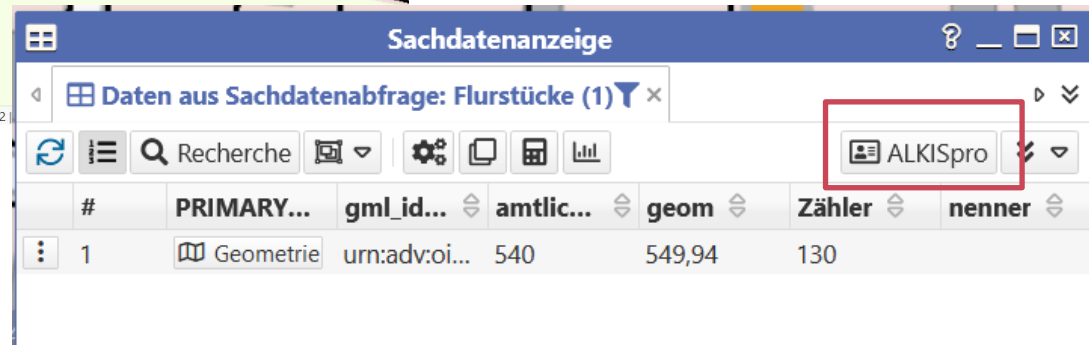 Sachdatenanzeige
Daten aus Sachdatenabfrage: Flurstücke (1)
Recherche ALKISpro
# PRIMARY... gml_id... amtlic... geom Zähler nenner
1 Geometrie urn:adv:oi... 540 549,94 130